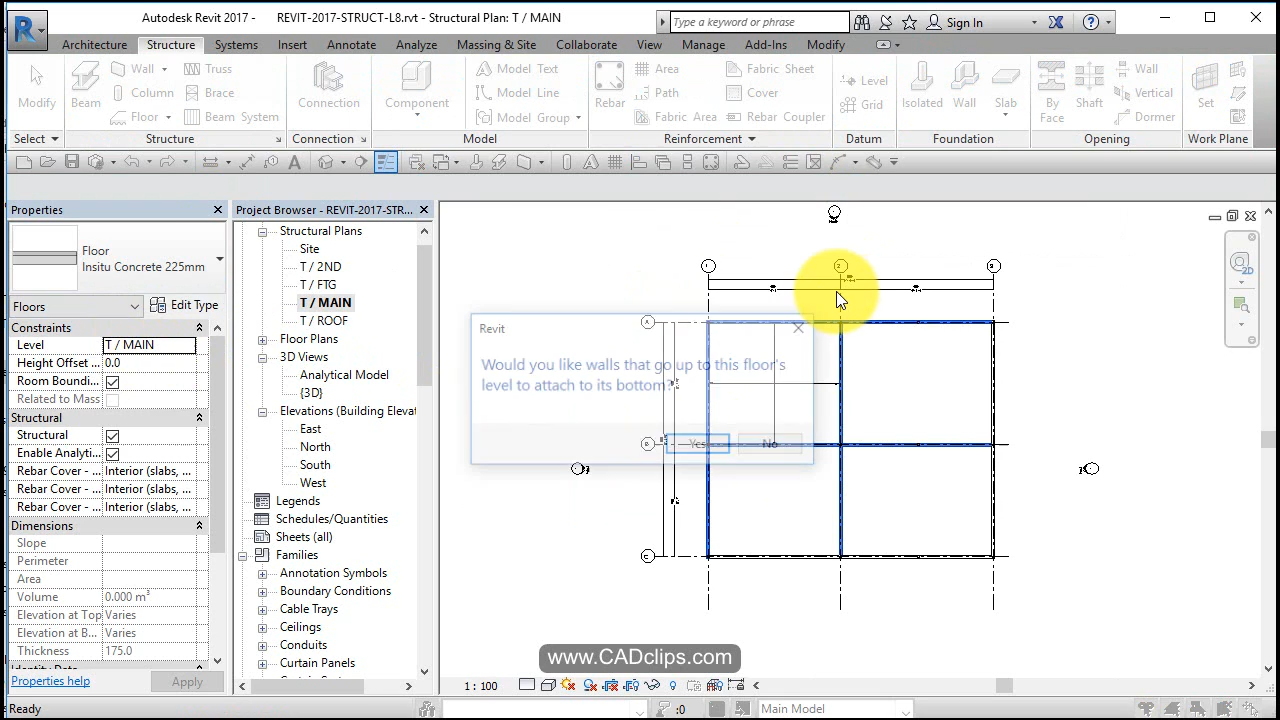 Autodesk Revit 2017 - REVIT-2017-STRUCT-L8.rvt - Structural Plan: T / MAIN
Type a keyword or phrase
Sign In
Architecture Structure Systems Insert Annotate Analyze Massing & Site Collaborate View Manage Add-Ins Modify
Modify
Beam
Wall
Column
Floor
Truss
Brace
Beam System
Connection
Component
Model Text
Model Line
Model Group
Rebar
Area
Path
Fabric Area
Fabric Sheet
Cover
Rebar Coupler
Level
Grid
Isolated
Wall
Slab
By Face
Shaft
Wall
Vertical
Dormer
Set
Select Structure Connection Model Reinforcement Datum Foundation Opening Work Plane
Properties
Floor
Insitu Concrete 225mm
Floors
Edit Type
Constraints
Level T / MAIN
Height Offset ... 0.0
Room Boundi...
Related to Mass
Structural
Structural
Enable Analyti...
Rebar Cover - ... Interior (slabs, ...
Rebar Cover - ... Interior (slabs, ...
Rebar Cover - ... Interior (slabs, ...
Dimensions
Slope
Perimeter
Area
Volume 0.000 m³
Elevation at Top Varies
Elevation at B... Varies
Thickness 175.0
Identity Data
Properties help
Apply
Project Browser - REVIT-2017-STR...
Structural Plans
Site
T / 2ND
T / FTG
T / MAIN
T / ROOF
Floor Plans
3D Views
Analytical Model
{3D}
Elevations (Building Elevat
East
North
South
West
Legends
Schedules/Quantities
Sheets (all)
Families
Annotation Symbols
Boundary Conditions
Cable Trays
Ceilings
Conduits
Curtain Panels
2D
Revit
Would you like walls that go up to this floor's
level to attach to its bottom?
Yes No
www.CADclips.com
1 : 100
Ready
:0
Main Model